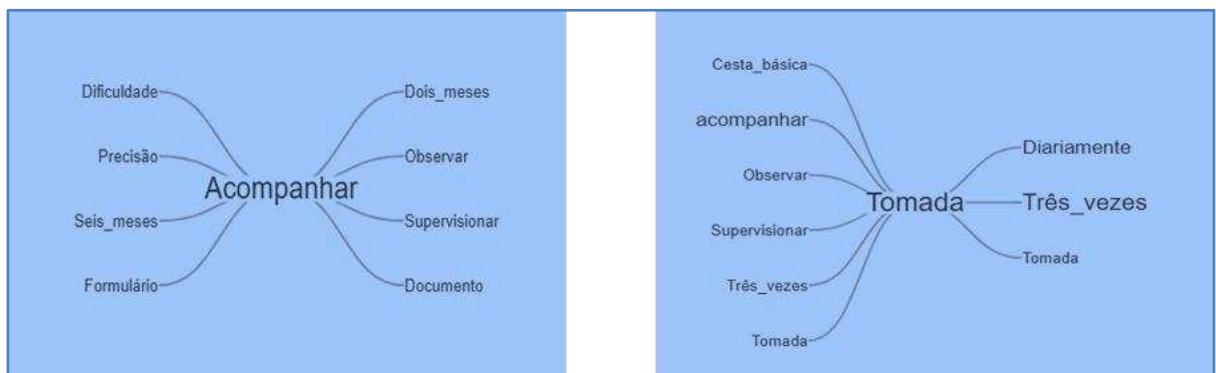 Dificuldade
Precisão
Seis_meses
Formulário
Acompanhar
Dois_meses
Observar
Supervisionar
Documento
Cesta_básica
acompanhar
Observar
Supervisionar
Três_vezes
Tomada
Tomada
Diariamente
Três_vezes
Tomada